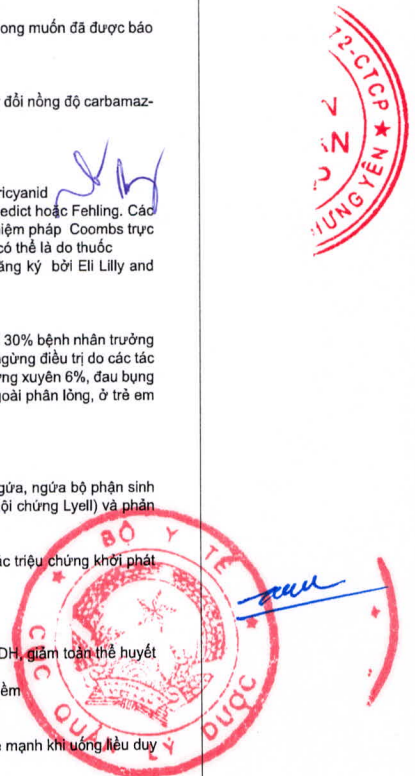 ong muốn đã được báo
đổi nồng độ carbamaz-
ricyanid
edict hoặc Fehling. Các
iệm pháp Coombs trực
có thể là do thuốc
ăng ký bởi Eli Lilly and
30% bệnh nhân trưởng
gừng điều trị do các tác
ng xuyên 6%, đau bụng
goài phân lỏng, ở trẻ em
gứa, ngứa bộ phận sinh
ội chứng Lyell) và phản
ác triệu chứng khởi phát
DH, giảm toàn thể huyết
ềm
mạnh khi uống liều duy
72-CTCP ★
HƯNG YÊN
BỘ Y TẾ
CỤC QUẢN LÝ DƯỢC